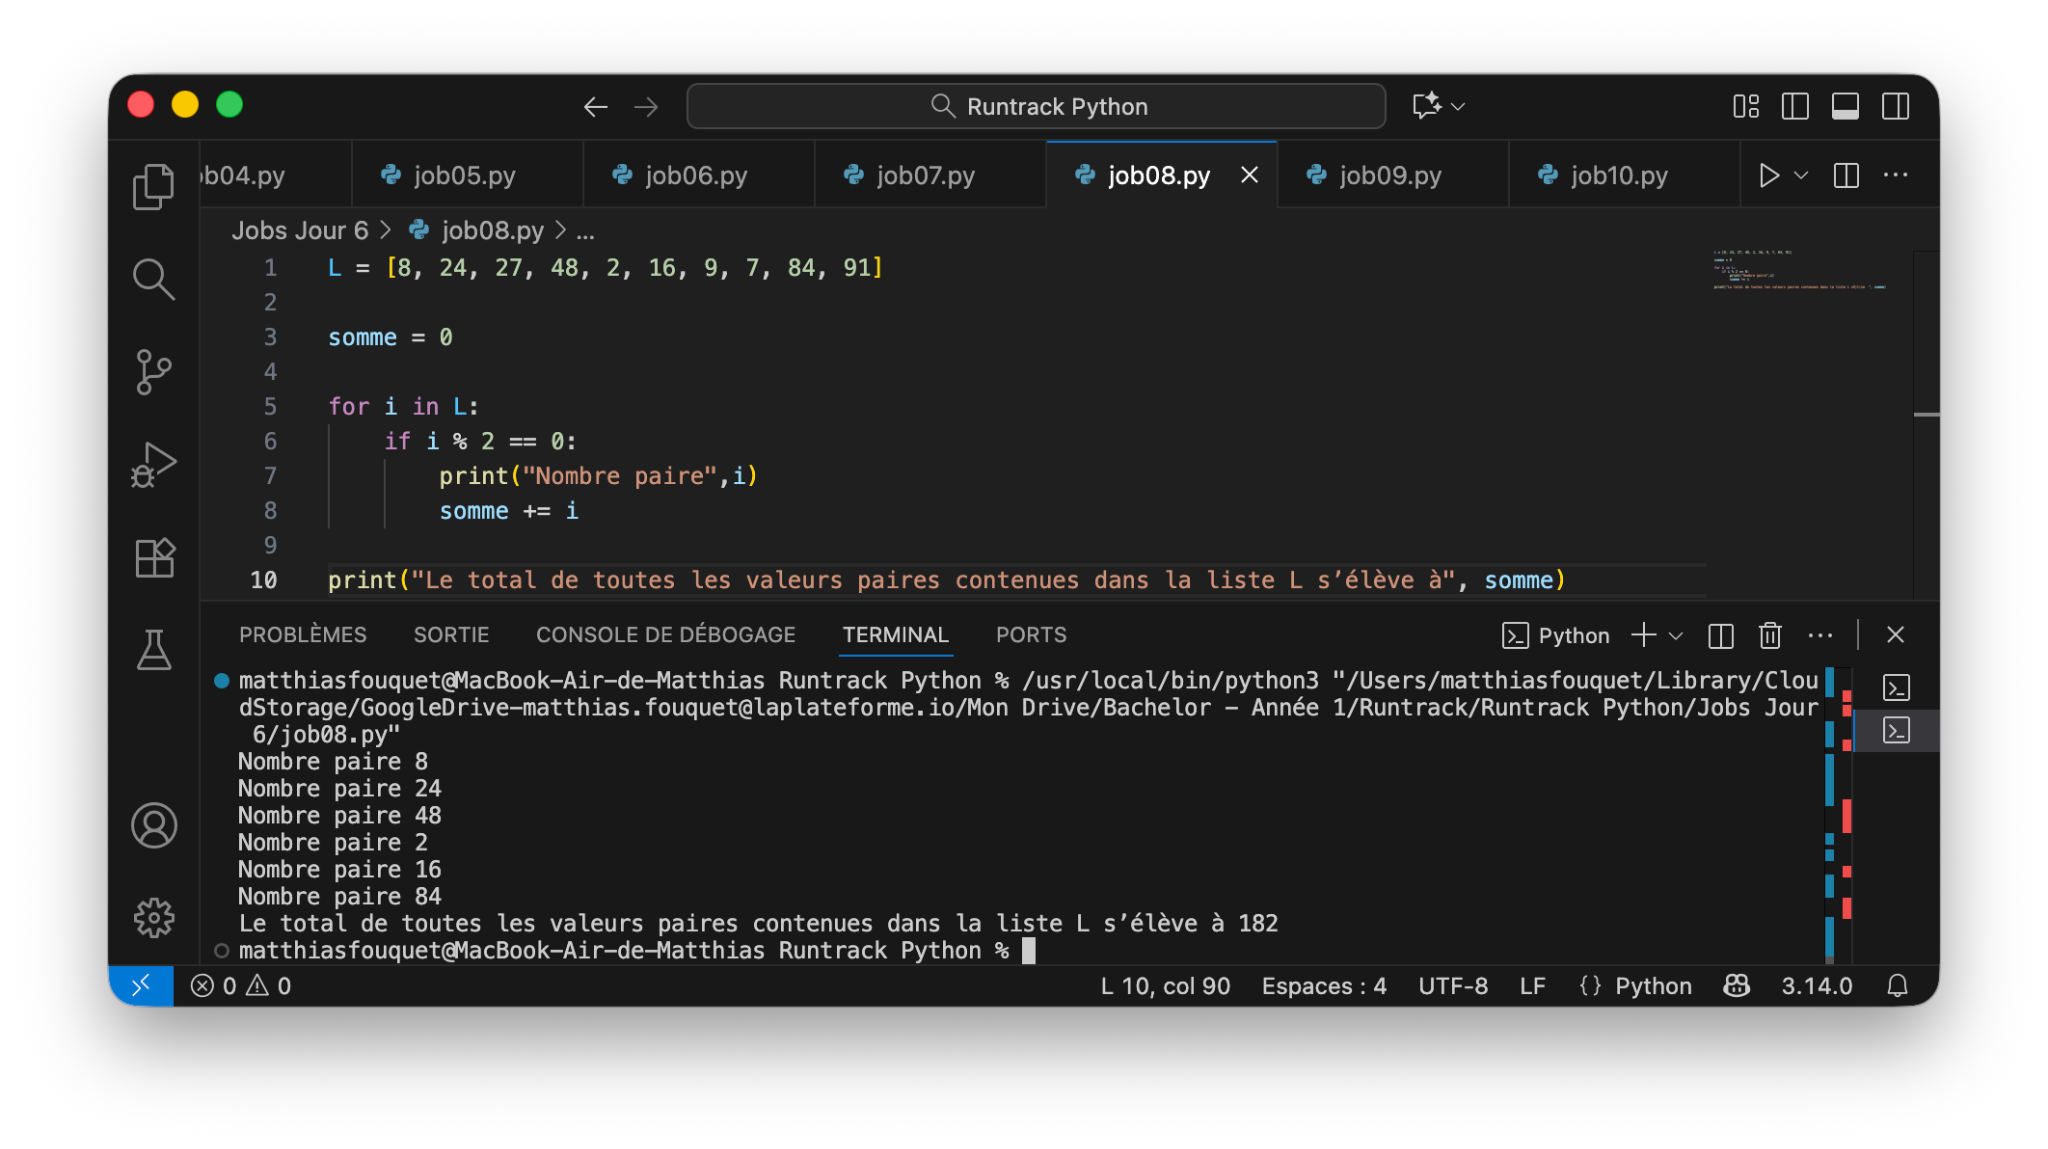 Runtrack Python
ob04.py job05.py job06.py job07.py job08.py job09.py job10.py
Jobs Jour 6 > job08.py > ...
1 L = [8, 24, 27, 48, 2, 16, 9, 7, 84, 91]
2
3 somme = 0
4
5 for i in L:
6 if i % 2 == 0:
7 print("Nombre paire",i)
8 somme += i
9
10 print("Le total de toutes les valeurs paires contenues dans la liste L s’élève à", somme)
PROBLÈMES SORTIE CONSOLE DE DÉBOGAGE TERMINAL PORTS Python
matthiasfouquet@MacBook-Air-de-Matthias Runtrack Python % /usr/local/bin/python3 "/Users/matthiasfouquet/Library/Clou
dStorage/GoogleDrive-matthias.fouquet@laplateforme.io/Mon Drive/Bachelor - Année 1/Runtrack/Runtrack Python/Jobs Jour
6/job08.py"
Nombre paire 8
Nombre paire 24
Nombre paire 48
Nombre paire 2
Nombre paire 16
Nombre paire 84
Le total de toutes les valeurs paires contenues dans la liste L s’élève à 182
matthiasfouquet@MacBook-Air-de-Matthias Runtrack Python %
0 0 L 10, col 90 Espaces : 4 UTF-8 LF {} Python 3.14.0